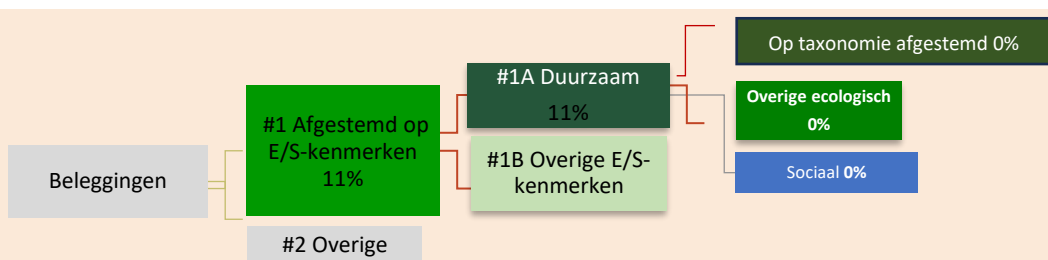 Beleggingen
#1 Afgestemd op
E/S-kenmerken
11%
#2 Overige
#1A Duurzaam
11%
#1B Overige E/S-
kenmerken
Op taxonomie afgestemd 0%
Overige ecologisch
0%
Sociaal 0%